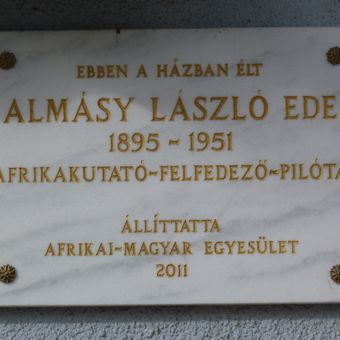 EBBEN A HÁZBAN ÉLT
ALMÁSY LÁSZLÓ EDE
1895 - 1951
AFRIKAKUTATÓ-FELFEDEZŐ-PILÓTA
ÁLLÍTTATTA
AFRIKAI-MAGYAR EGYESÜLET
2011